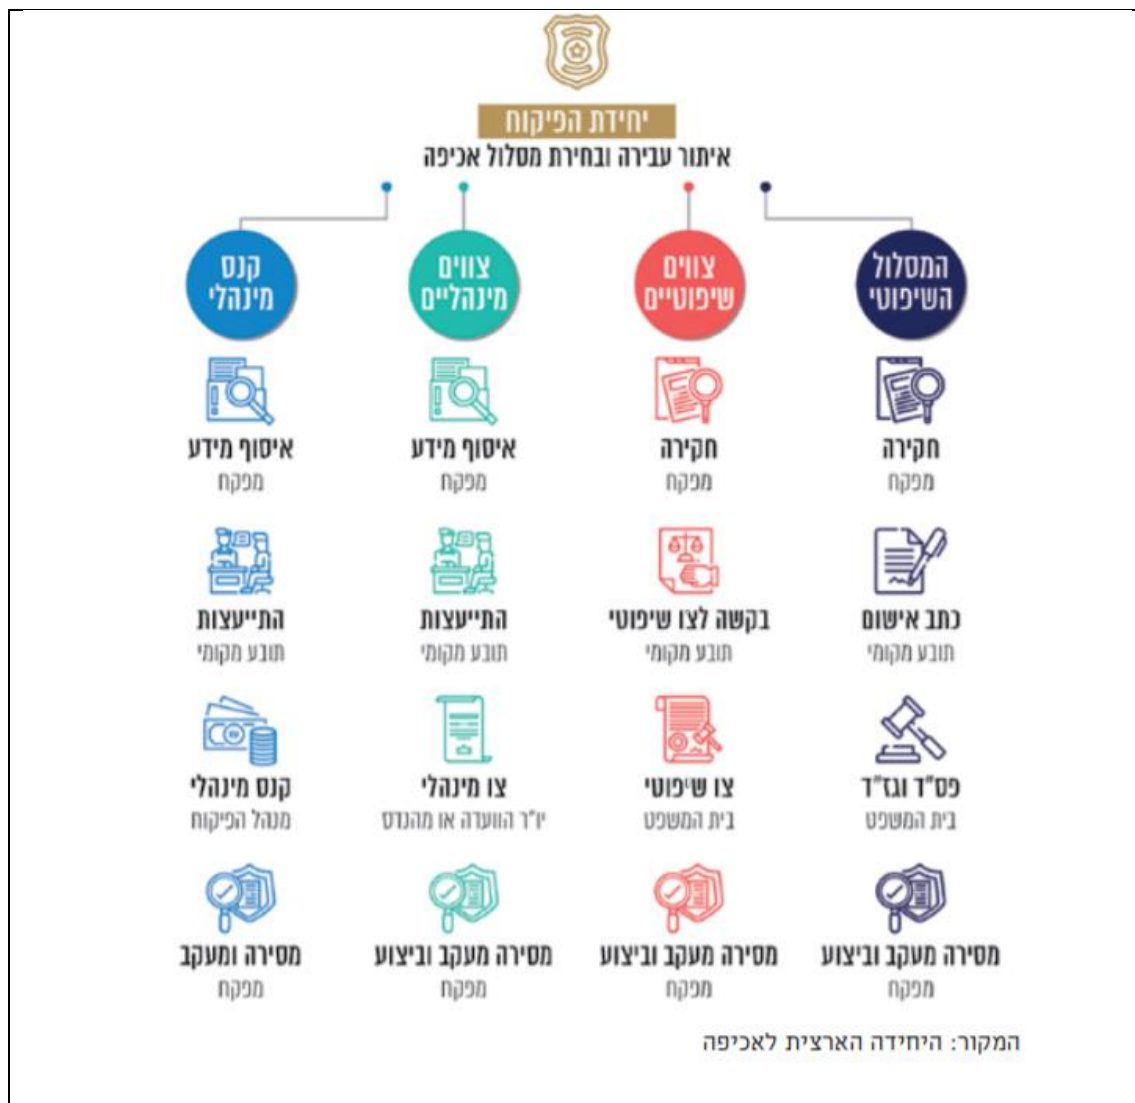 יחידת הפיקוח
איתור עבירה ובחירת מסלול אכיפה
המסלול
השיפוטי
חקירה
מפקח
כתב אישום
תובע מקומי
פס"ד וגז"ד
בית המשפט
מסירה מעקב וביצוע
מפקח
צווים
שיפוטיים
חקירה
מפקח
בקשה לצו שיפוטי
תובע מקומי
צו שיפוטי
בית המשפט
מסירה מעקב וביצוע
מפקח
צווים
מינהליים
איסוף מידע
מפקח
התייעצות
תובע מקומי
צו מינהלי
יו"ר הוועדה או מהנדס
מסירה מעקב וביצוע
מפקח
קנס
מינהלי
איסוף מידע
מפקח
התייעצות
תובע מקומי
קנס מינהלי
מנהל הפיקוח
מסירה ומעקב
מפקח
המקור: היחידה הארצית לאכיפה